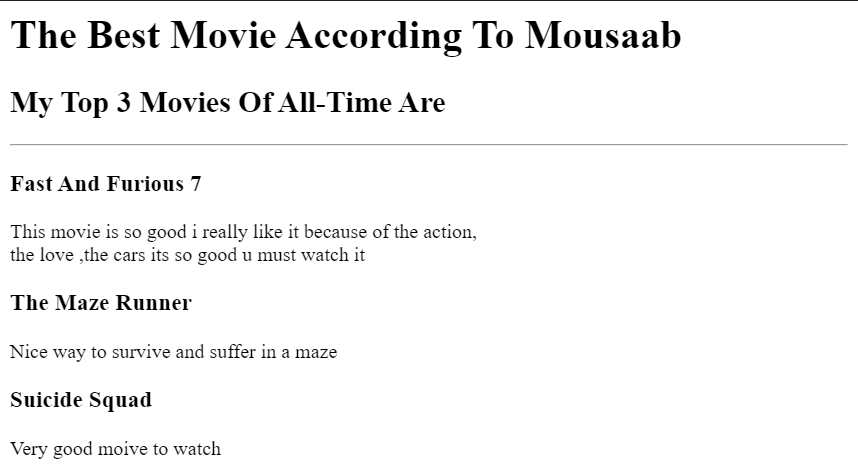 The Best Movie According To Mousaab
My Top 3 Movies Of All-Time Are
Fast And Furious 7
This movie is so good i really like it because of the action,
the love ,the cars its so good u must watch it
The Maze Runner
Nice way to survive and suffer in a maze
Suicide Squad
Very good moive to watch